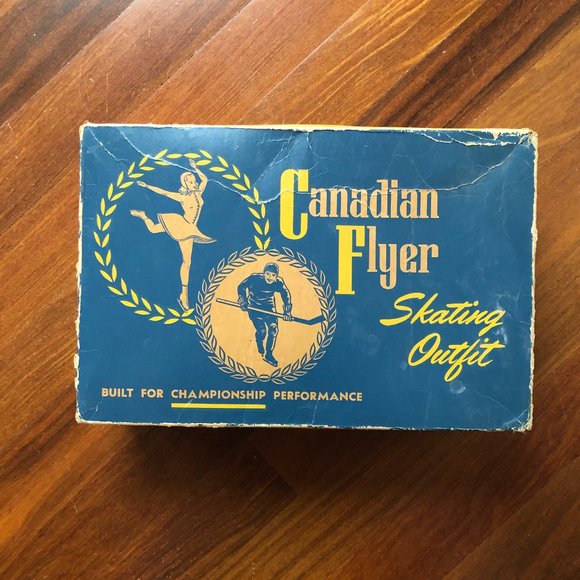 Canadian
Flyer
Skating
Outfit
BUILT FOR CHAMPIONSHIP PERFORMANCE